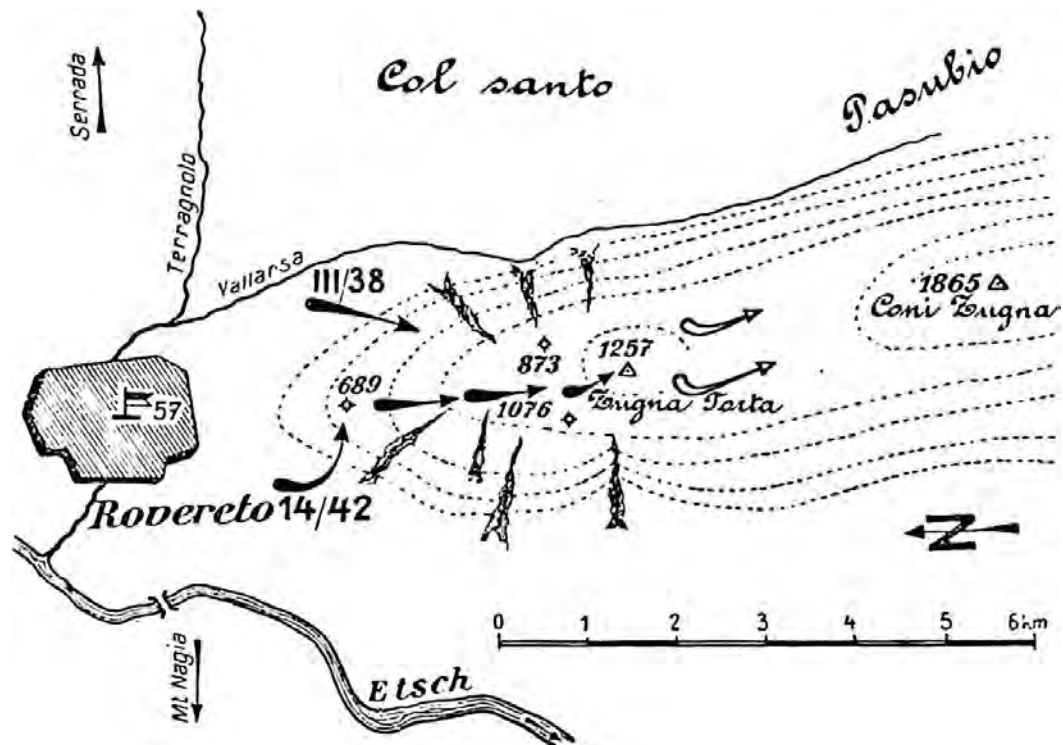 Serrada
Col santo
Pasubio
Terragnolo
Vallarsa
III/38
1865
Coni Zugna
873
1257
689
1076
Zugna Torta
57
Rovereto 14/42
N
0 1 2 3 4 5 6 km
Mt. Nagia
Etsch